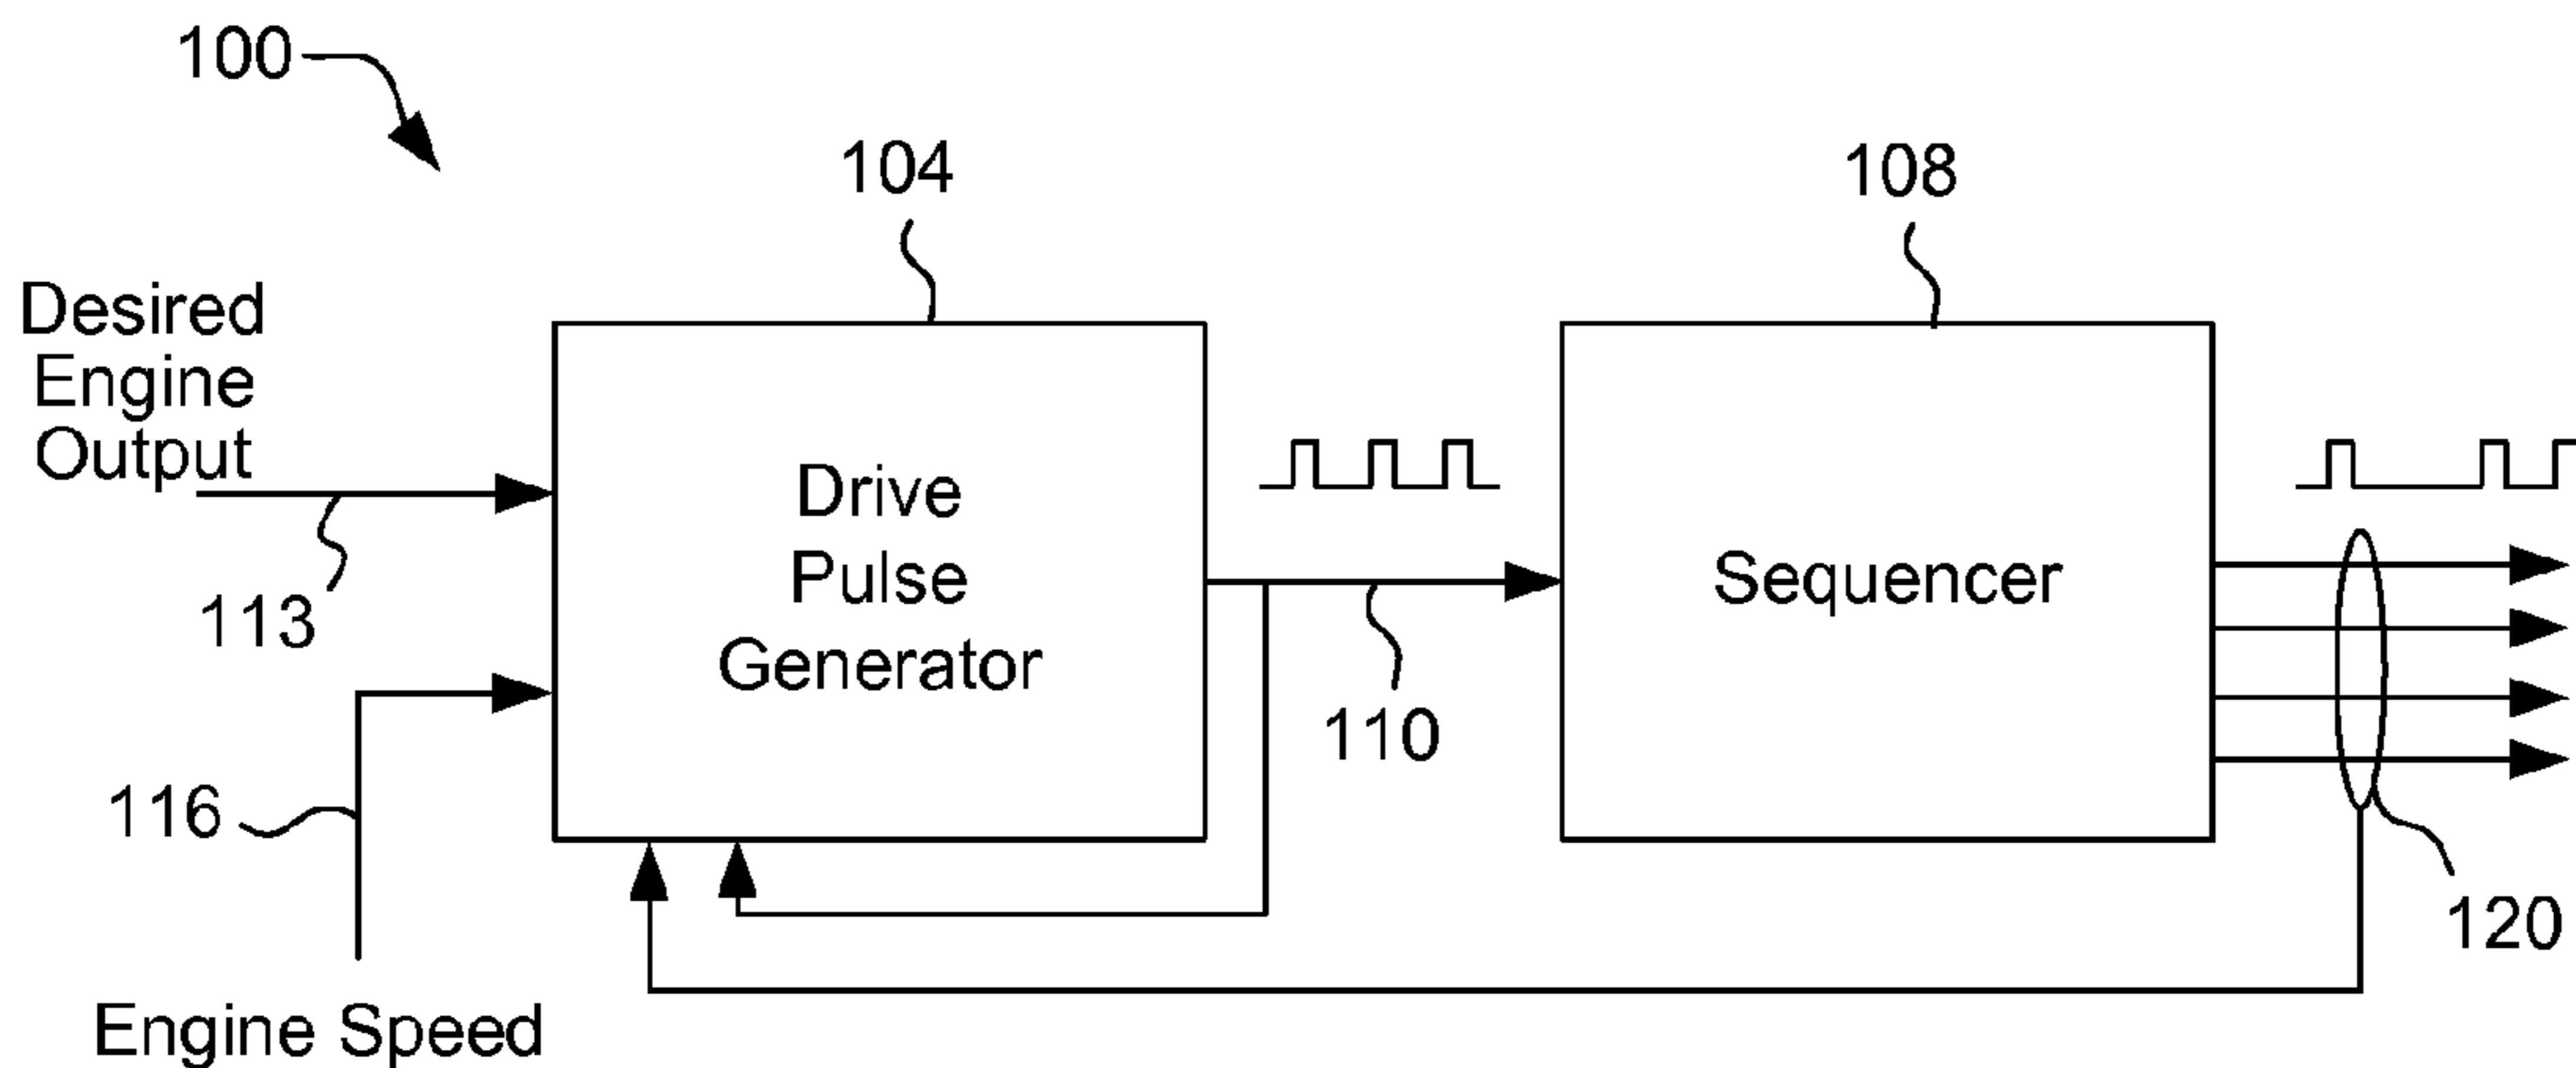 100
104
108
Desired
Engine
Output
113
Drive
Pulse
Generator
110
Sequencer
116
120
Engine Speed